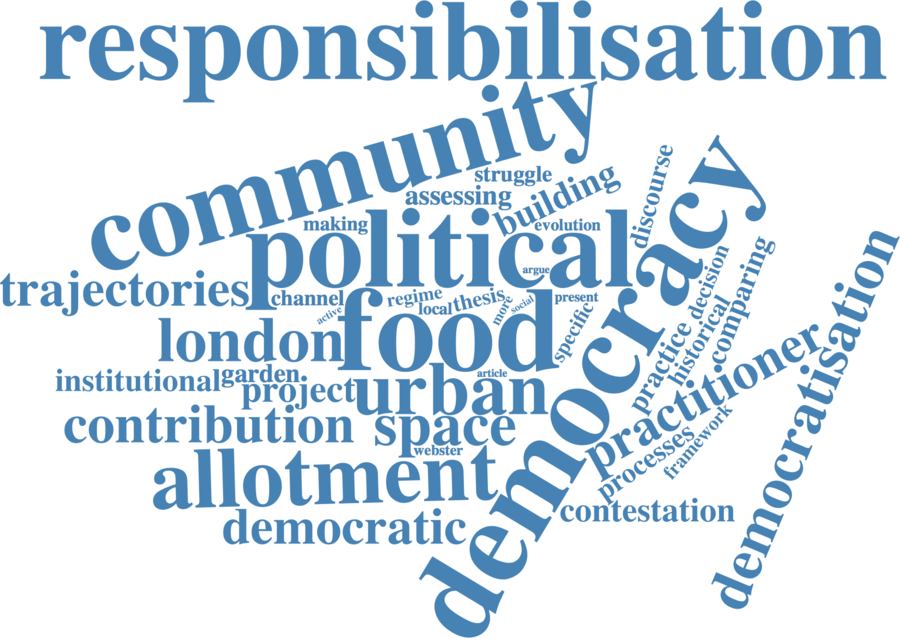 responsibilisation
community
struggle
assessing
building
discourse
making
evolution
political
argue
democracy
trajectories
channel
regime
local
thesis
more
social
present
active
specific
decision
comparing
london
food
practice
historical
institutional
garden
project
article
urban
practitioner
democratisation
contribution
space
webster
processes
framework
allotment
contestation
democratic